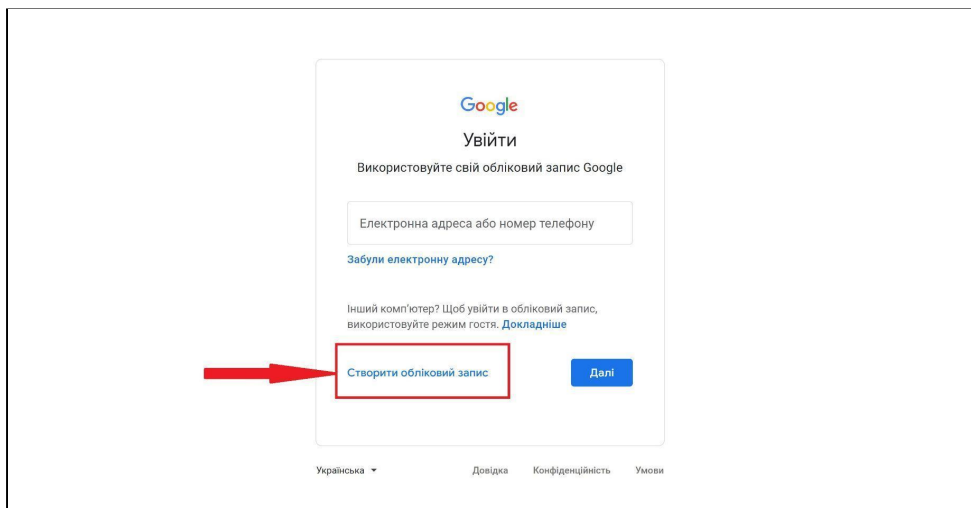 Google
Увійти
Використовуйте свій обліковий запис Google
Електронна адреса або номер телефону
Забули електронну адресу?
Інший комп'ютер? Щоб увійти в обліковий запис,
використовуйте режим гостя. Докладніше
Створити обліковий запис Далі
Українська Довідка Конфіденційність Умови